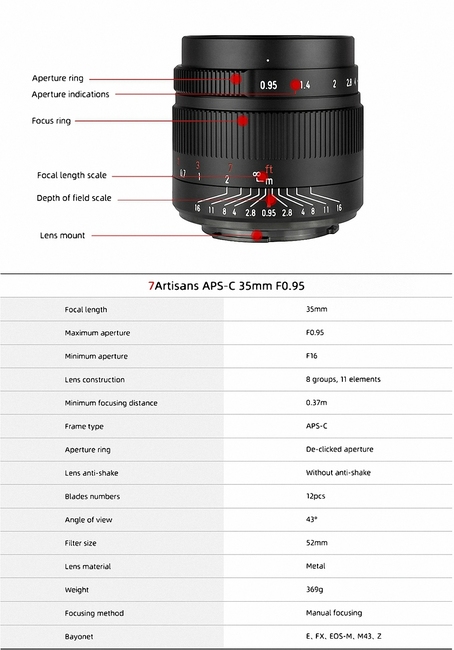 Aperture ring
Aperture indications
0.95 1.4 2 2.8 4
Focus ring
3 2 ft
Focal length scale
0.7 1 2 ∞ m
Depth of field scale
16 11 8 4 2.8 0.95 2.8 4 8 11 16
Lens mount
7Artisans APS-C 35mm F0.95
Focal length 35mm
Maximum aperture F0.95
Minimum aperture F16
Lens construction 8 groups, 11 elements
Minimum focusing distance 0.37m
Frame type APS-C
Aperture ring De-clicked aperture
Lens anti-shake Without anti-shake
Blades numbers 12pcs
Angle of view 43°
Filter size 52mm
Lens material Metal
Weight 369g
Focusing method Manual focusing
Bayonet E, FX, EOS-M, M43, Z